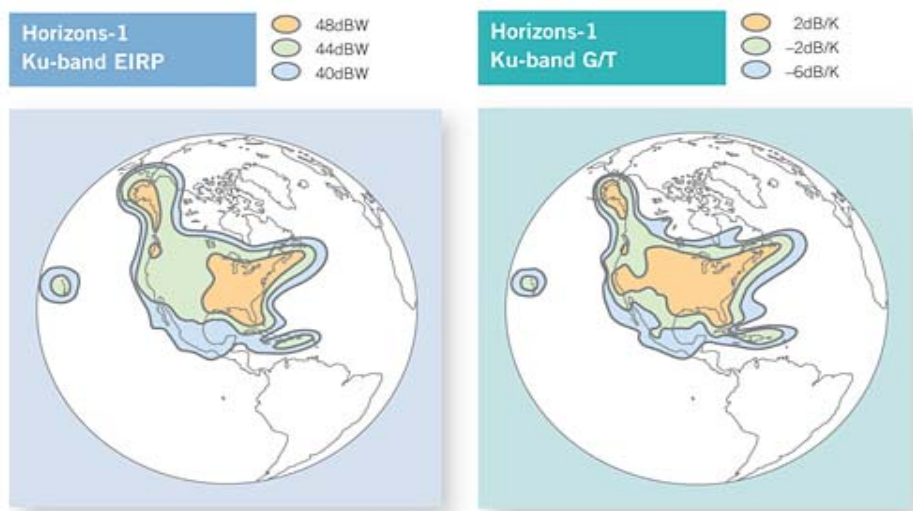 Horizons-1
Ku-band EIRP
48dBW
44dBW
40dBW
Horizons-1
Ku-band G/T
2dB/K
–2dB/K
–6dB/K